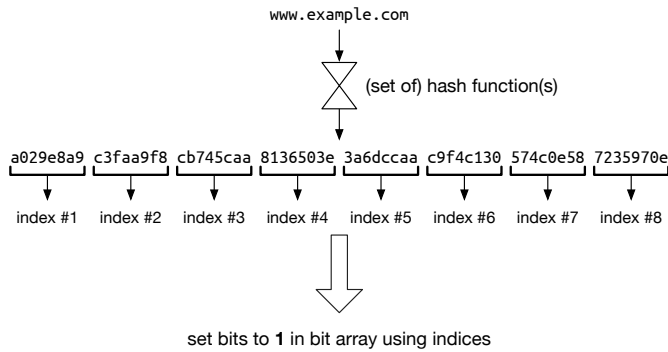 www.example.com
(set of) hash function(s)
a029e8a9 c3faa9f8 cb745caa 8136503e 3a6dccaa c9f4c130 574c0e58 7235970e
index #1 index #2 index #3 index #4 index #5 index #6 index #7 index #8
set bits to 1 in bit array using indices